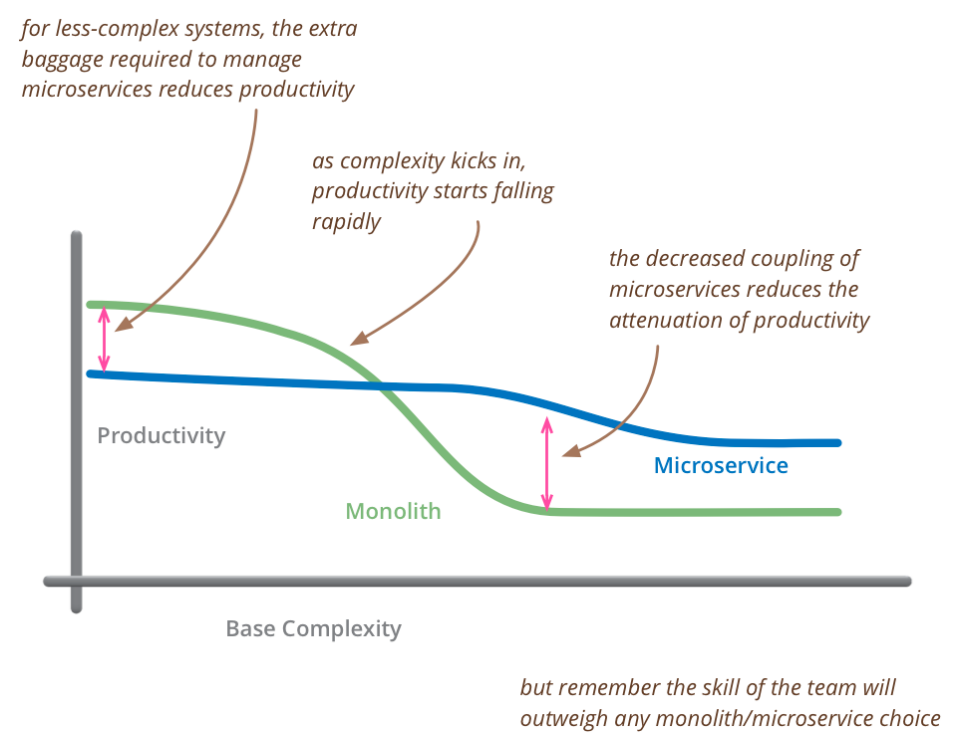 for less-complex systems, the extra
baggage required to manage
microservices reduces productivity
as complexity kicks in,
productivity starts falling
rapidly
the decreased coupling of
microservices reduces the
attenuation of productivity
Productivity
Microservice
Monolith
Base Complexity
but remember the skill of the team will
outweigh any monolith/microservice choice